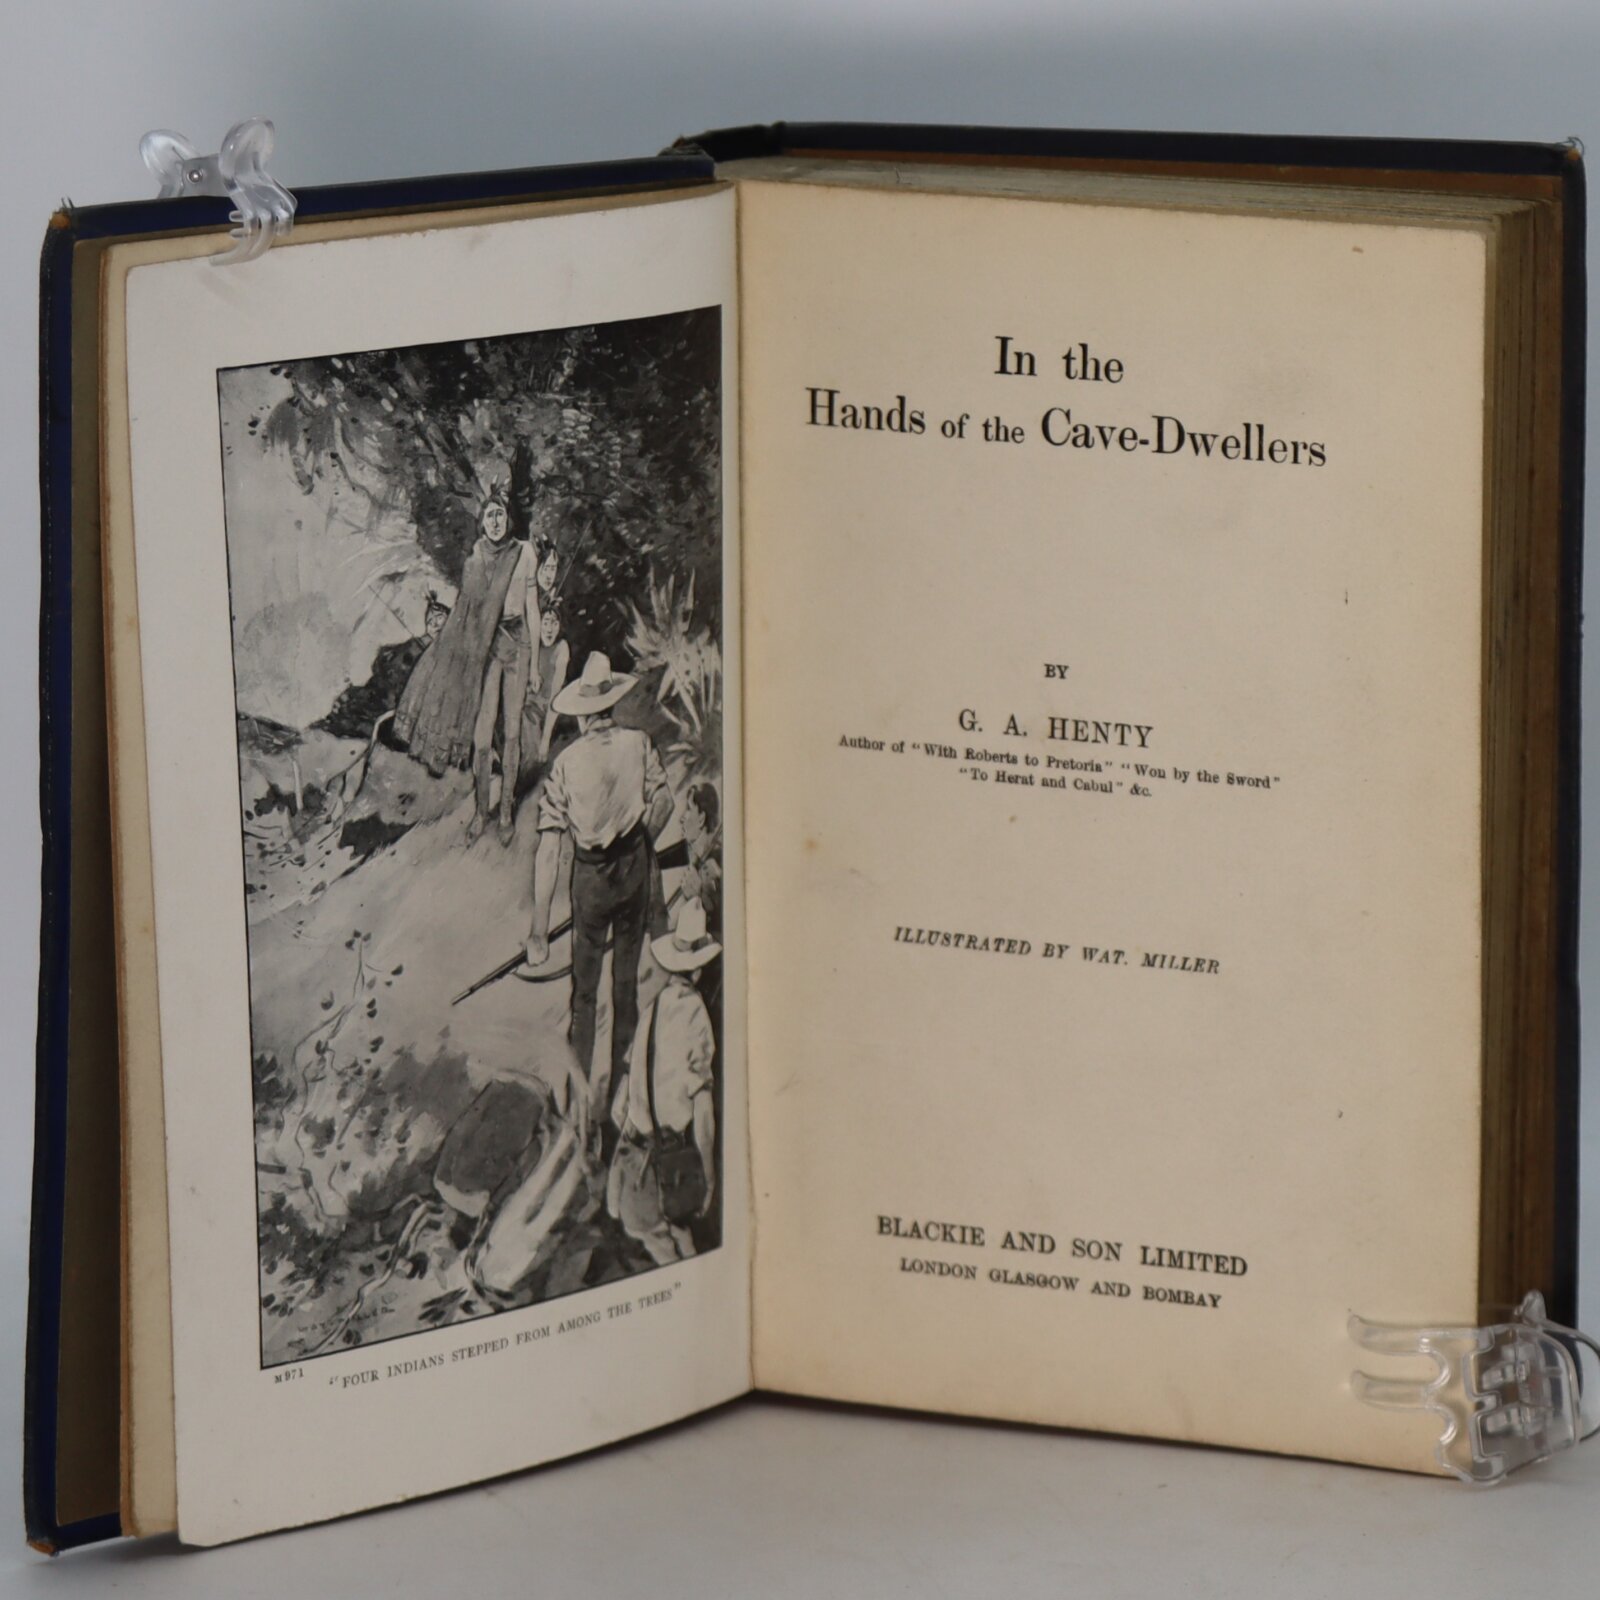 WAT. MILLER
M971
"FOUR INDIANS STEPPED FROM AMONG THE TREES"
In the
Hands of the Cave-Dwellers
BY
G. A. HENTY
Author of "With Roberts to Pretoria" "Won by the Sword"
"To Herat and Cabul" &c.
ILLUSTRATED BY WAT. MILLER
BLACKIE AND SON LIMITED
LONDON GLASGOW AND BOMBAY